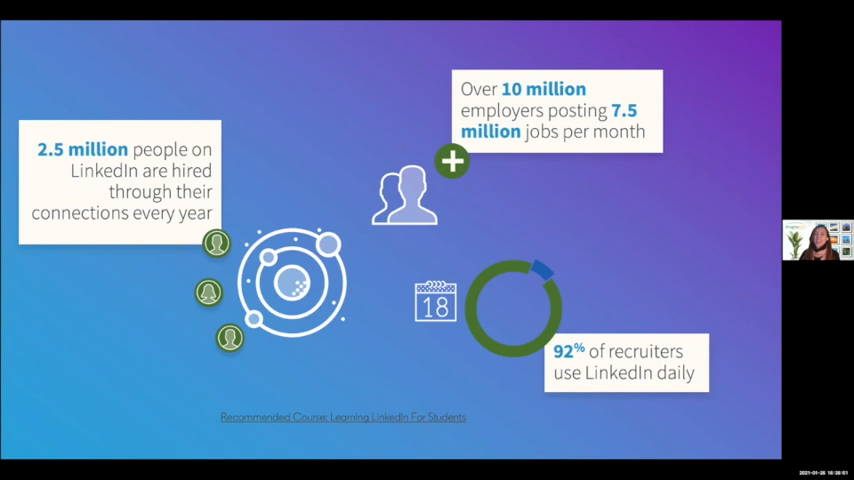 Over 10 million
employers posting 7.5
million jobs per month
2.5 million people on
LinkedIn are hired
through their
connections every year
18
92% of recruiters
use LinkedIn daily
Recommended Course: Learning LinkedIn For Students
2021-01-26 16:38:01